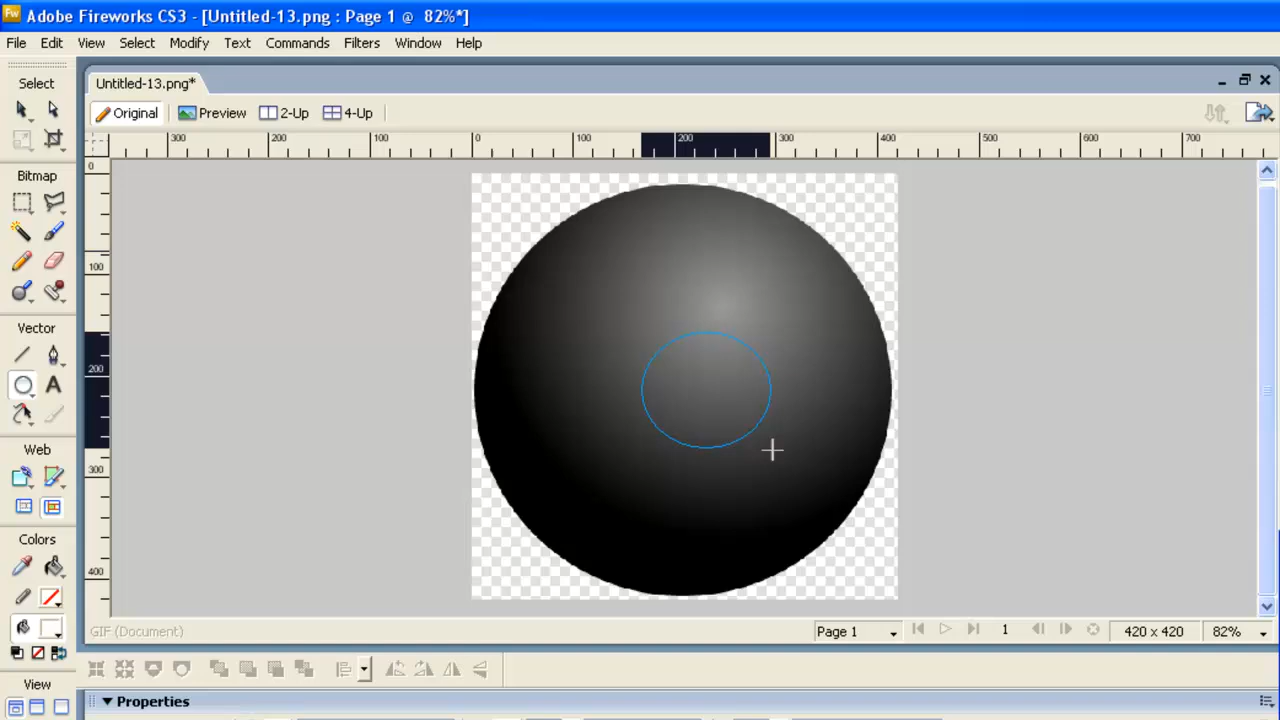 Fw Adobe Fireworks CS3 - [Untitled-13.png : Page 1 @ 82%*]
File Edit View Select Modify Text Commands Filters Window Help
Select
Untitled-13.png*
Original Preview 2-Up 4-Up
300 200 100 0 100 200 300 400 500 600 700
0
Bitmap
100
Vector
200
A
Web
300
Colors
400
GIF (Document) Page 1 1 420 x 420 82%
View
Properties